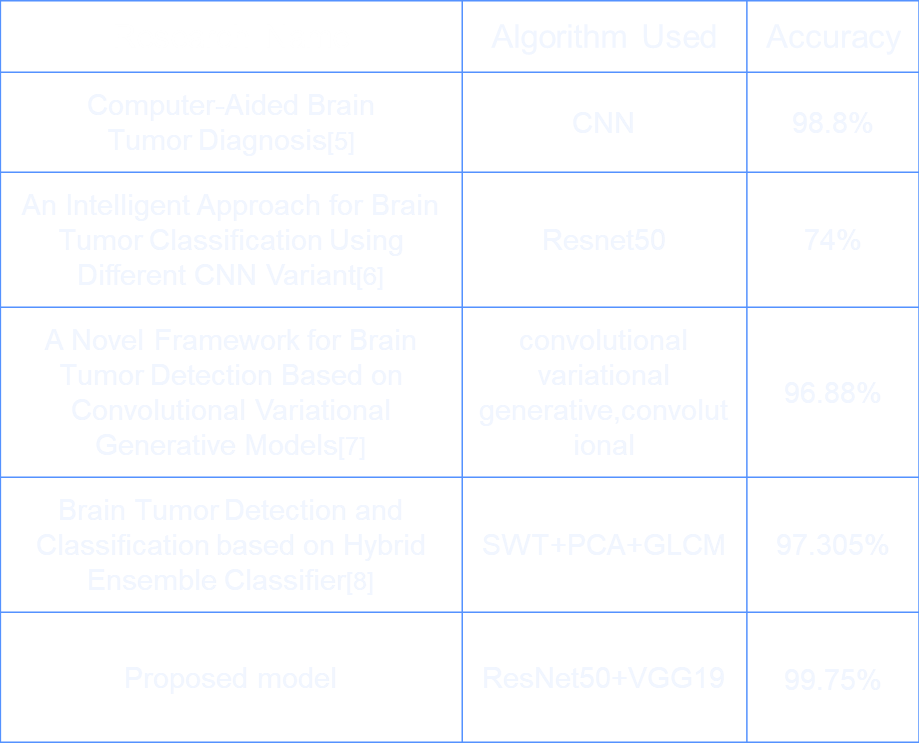 Algorithm Used
Accuracy
Computer-Aided Brain
Tumor Diagnosis[5]
CNN
98.8%
An Intelligent Approach for Brain
Tumor Classification Using
Different CNN Variant[6]
Resnet50
74%
A Novel Framework for Brain
Tumor Detection Based on
Convolutional Variational
Generative Models[7]
convolutional
variational
generative,convolut
ional
96.88%
Brain Tumor Detection and
Classification based on Hybrid
Ensemble Classifier[8]
SWT+PCA+GLCM
97.305%
Proposed model
ResNet50+VGG19
99.75%